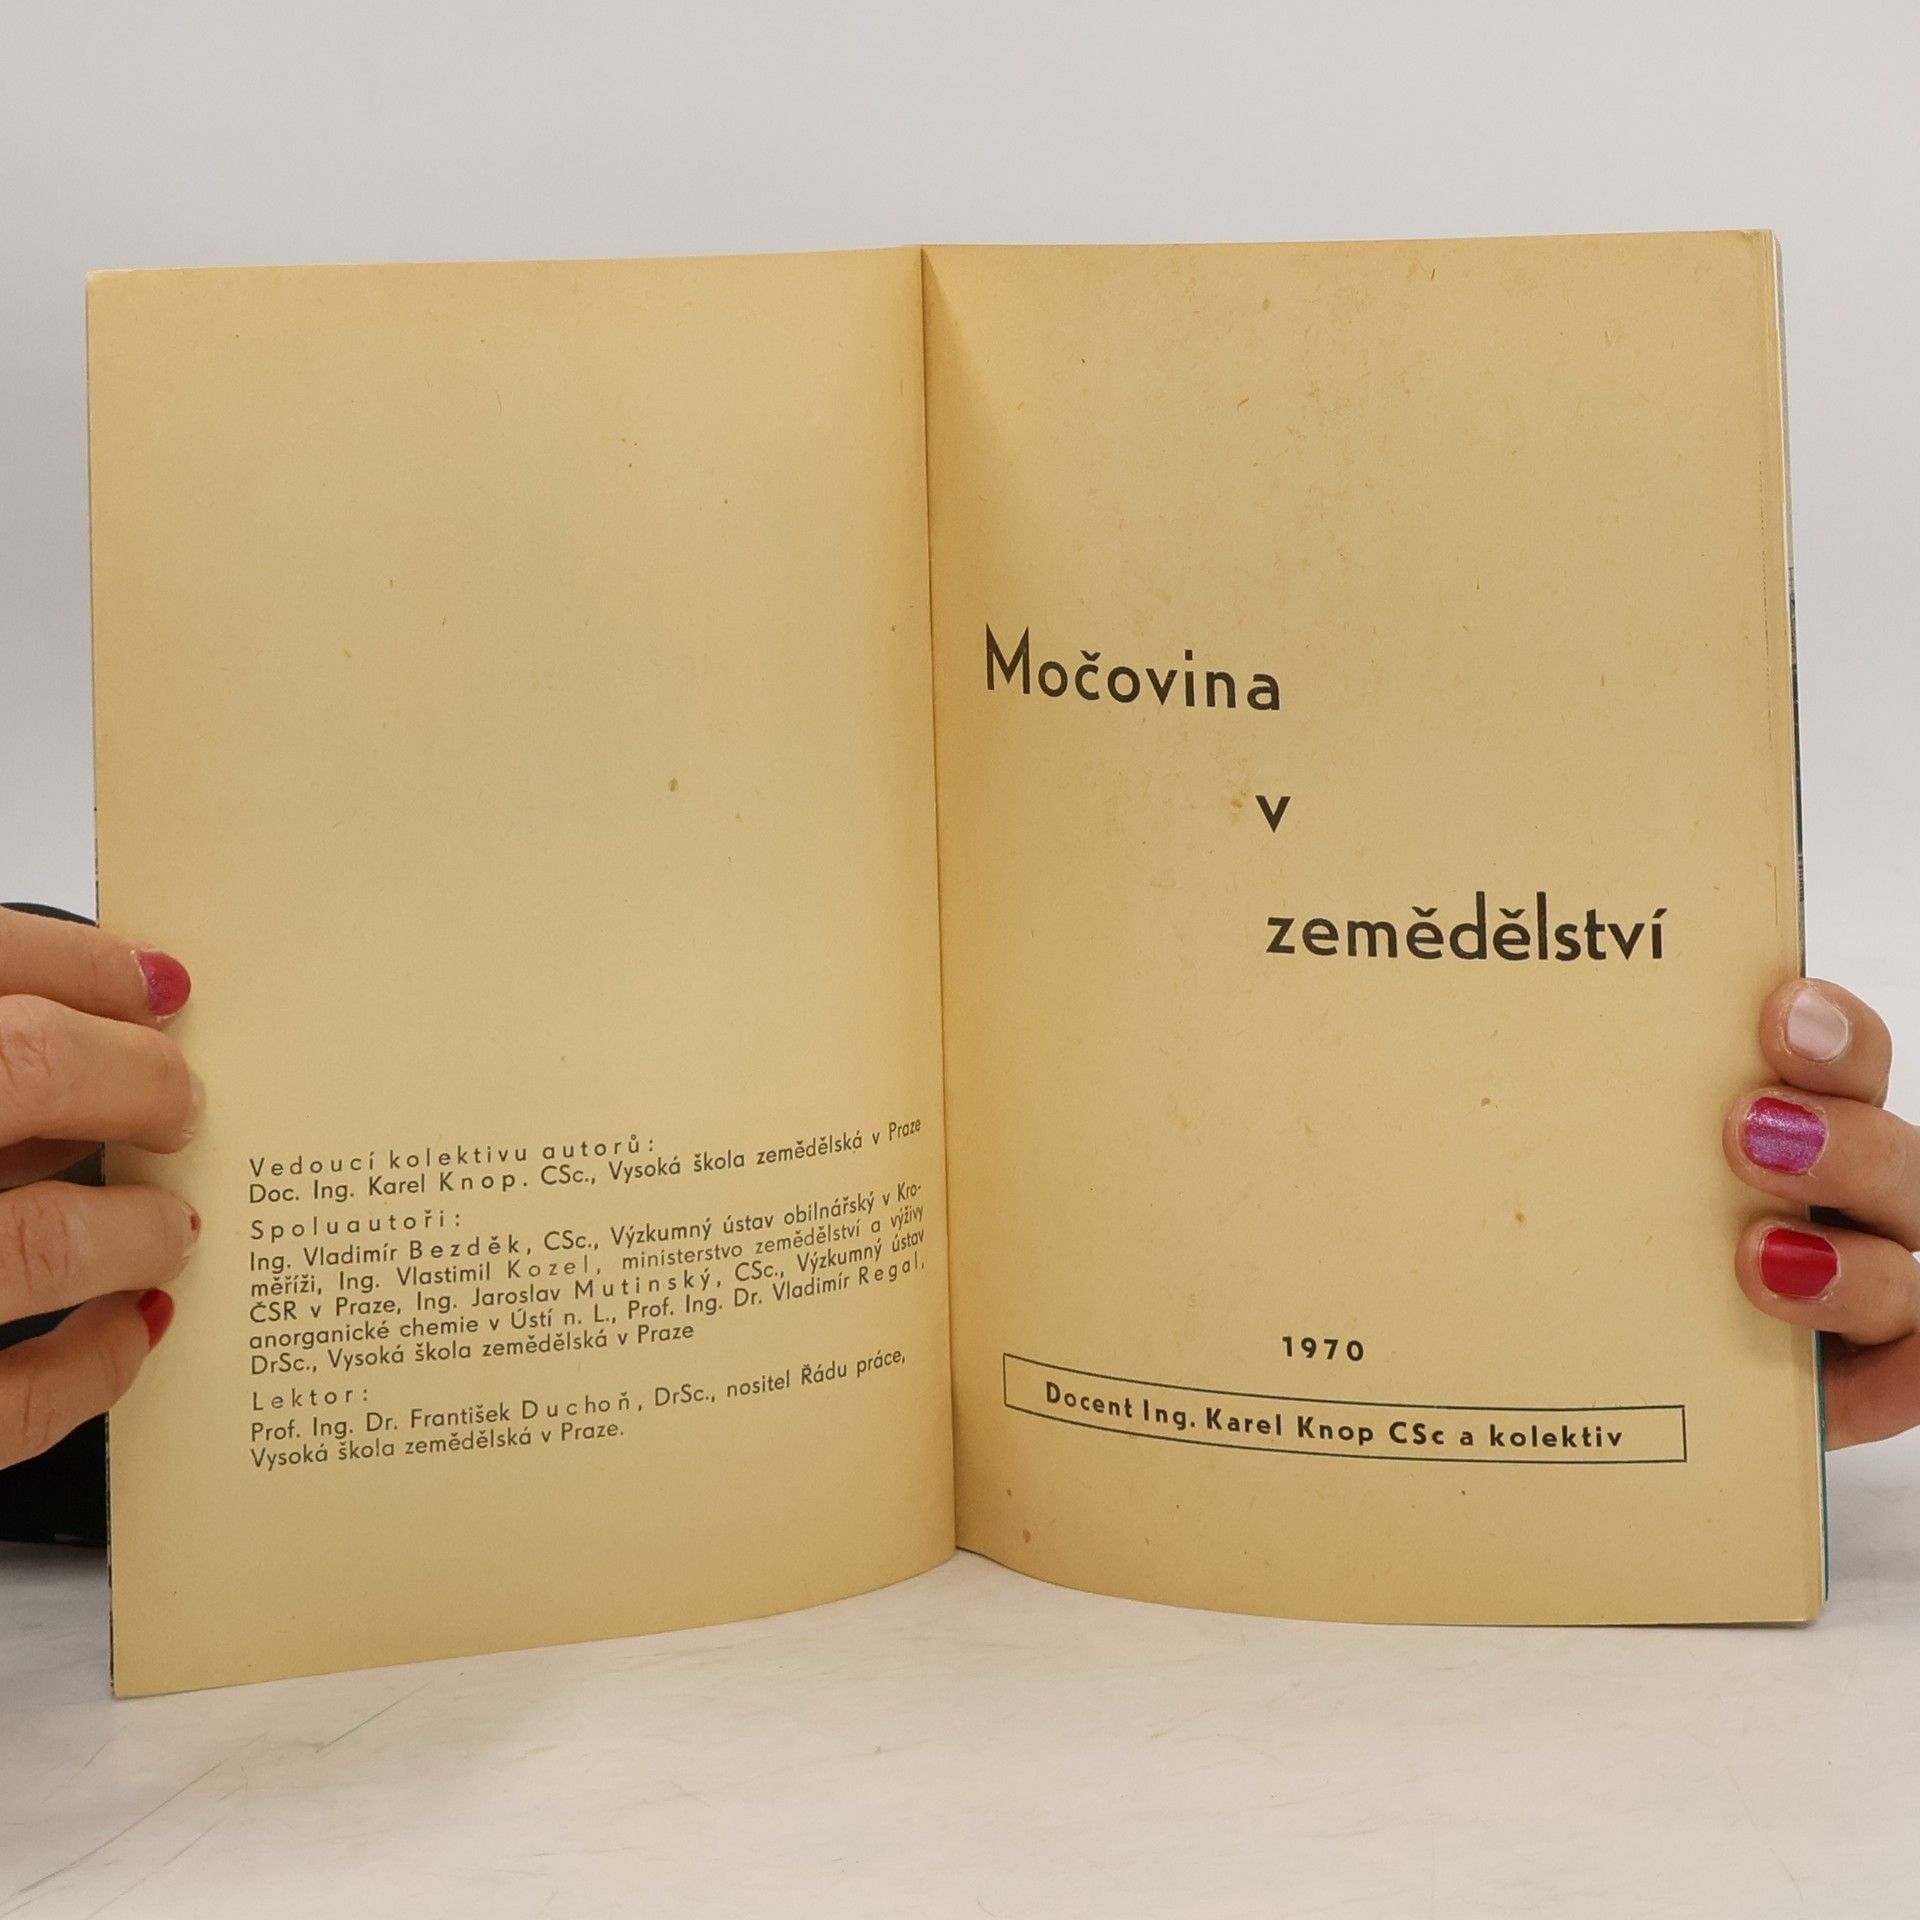 Vedoucí kolektivu autorů:
Doc. Ing. Karel Knop. CSc., Vysoká škola zemědělská v Praze
Spoluautoři:
Ing. Vladimír Bezděk, CSc., Výzkumný ústav obilnářský v Kro-
měříži, Ing. Vlastimil Kozel, ministerstvo zemědělství a výživy
ČSR v Praze, Ing. Jaroslav Mutinský, CSc., Výzkumný ústav
anorganické chemie v Ústí n. L., Prof. Ing. Dr. Vladimír Regal,
DrSc., Vysoká škola zemědělská v Praze
Lektor:
Prof. Ing. Dr. František Duchoň, DrSc., nositel Řádu práce,
Vysoká škola zemědělská v Praze.
Močovina
v
zemědělství
1970
Docent Ing. Karel Knop CSc a kolektiv